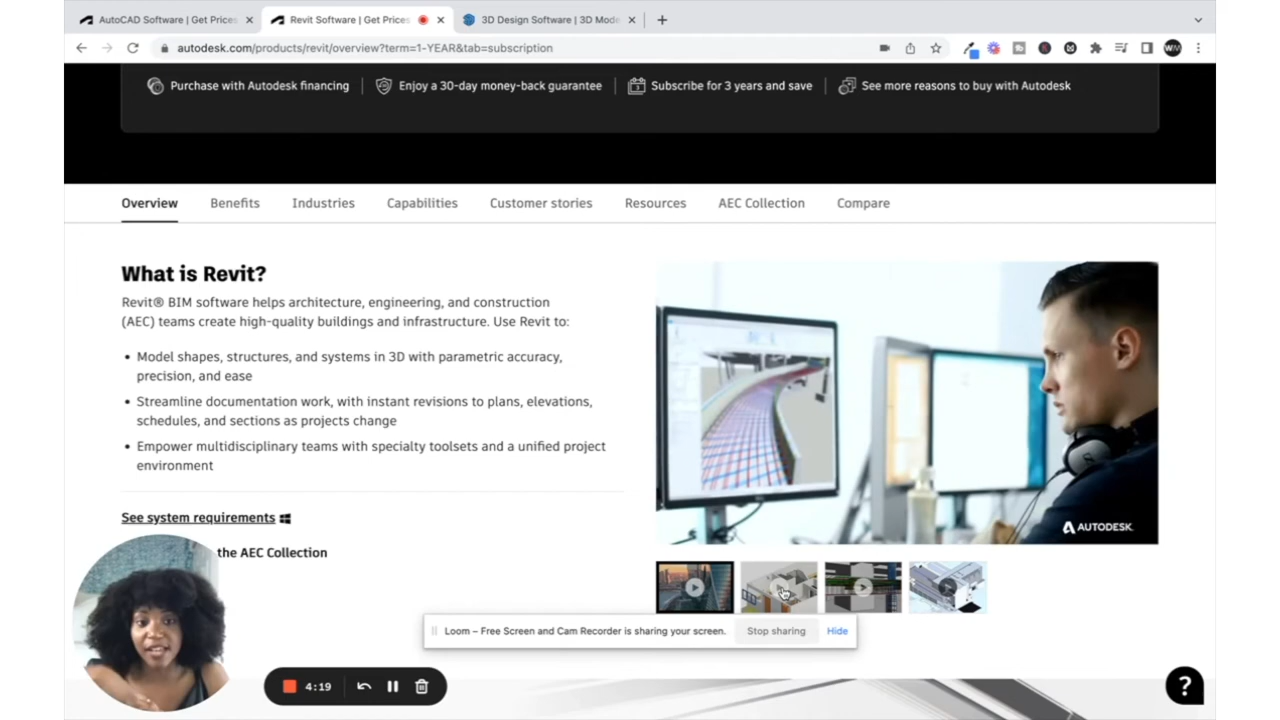 AutoCAD Software | Get Prices
Revit Software | Get Prices
3D Design Software | 3D Mode
autodesk.com/products/revit/overview?term=1-YEAR&tab=subscription
Purchase with Autodesk financing
Enjoy a 30-day money-back guarantee
Subscribe for 3 years and save
See more reasons to buy with Autodesk
Overview Benefits Industries Capabilities Customer stories Resources AEC Collection Compare
What is Revit?
Revit® BIM software helps architecture, engineering, and construction
(AEC) teams create high-quality buildings and infrastructure. Use Revit to:
• Model shapes, structures, and systems in 3D with parametric accuracy,
precision, and ease
• Streamline documentation work, with instant revisions to plans, elevations,
schedules, and sections as projects change
• Empower multidisciplinary teams with specialty toolsets and a unified project
environment
See system requirements
the AEC Collection
AUTODESK.
Loom – Free Screen and Cam Recorder is sharing your screen.
Stop sharing
Hide
4:19
?